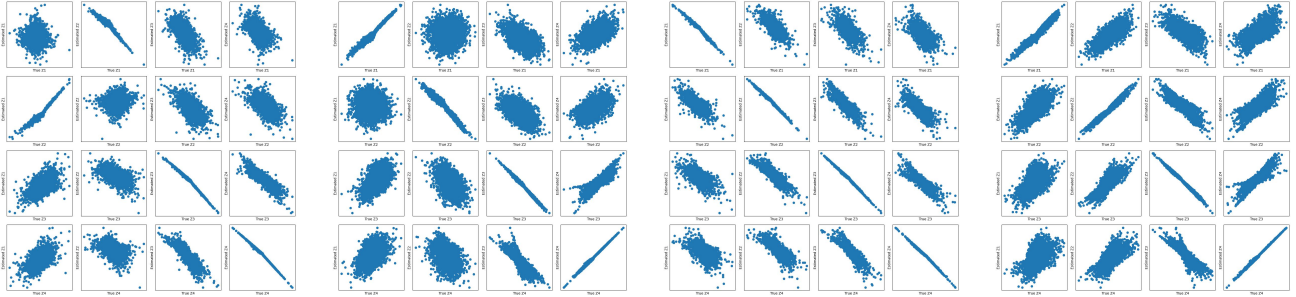 Estimated Z1 Estimated Z2 Estimated Z3 Estimated Z4 Estimated Z1 Estimated Z2 Estimated Z3 Estimated Z4 Estimated Z1 Estimated Z2 Estimated Z3 Estimated Z4 Estimated Z1 Estimated Z2 Estimated Z3 Estimated Z4
True Z1 True Z1 True Z1 True Z1 True Z1 True Z1 True Z1 True Z1 True Z1 True Z1 True Z1 True Z1 True Z1 True Z1 True Z1 True Z1
Estimated Z1 Estimated Z2 Estimated Z3 Estimated Z4 Estimated Z1 Estimated Z2 Estimated Z3 Estimated Z4 Estimated Z1 Estimated Z2 Estimated Z3 Estimated Z4 Estimated Z1 Estimated Z2 Estimated Z3 Estimated Z4
True Z2 True Z2 True Z2 True Z2 True Z2 True Z2 True Z2 True Z2 True Z2 True Z2 True Z2 True Z2 True Z2 True Z2 True Z2 True Z2
Estimated Z1 Estimated Z2 Estimated Z3 Estimated Z4 Estimated Z1 Estimated Z2 Estimated Z3 Estimated Z4 Estimated Z1 Estimated Z2 Estimated Z3 Estimated Z4 Estimated Z1 Estimated Z2 Estimated Z3 Estimated Z4
True Z3 True Z3 True Z3 True Z3 True Z3 True Z3 True Z3 True Z3 True Z3 True Z3 True Z3 True Z3 True Z3 True Z3 True Z3 True Z3
Estimated Z1 Estimated Z2 Estimated Z3 Estimated Z4 Estimated Z1 Estimated Z2 Estimated Z3 Estimated Z4 Estimated Z1 Estimated Z2 Estimated Z3 Estimated Z4 Estimated Z1 Estimated Z2 Estimated Z3 Estimated Z4
True Z4 True Z4 True Z4 True Z4 True Z4 True Z4 True Z4 True Z4 True Z4 True Z4 True Z4 True Z4 True Z4 True Z4 True Z4 True Z4